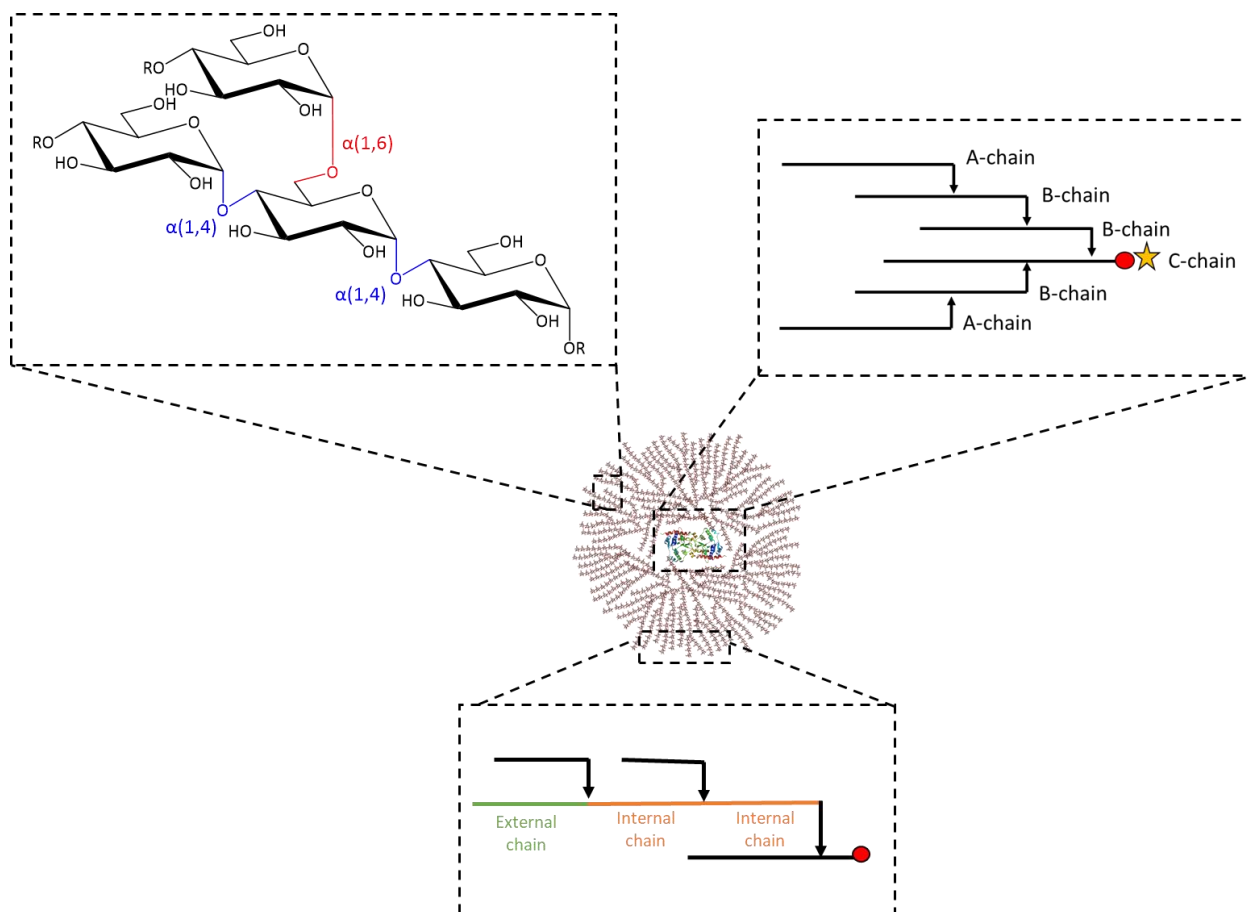 OH
O
RO
HO
OH
OH
O
α(1,6)
RO
HO
O
OH
O
O
α(1,4)
HO
OH
OH
O
O
α(1,4)
HO
HO
OH
OR
A-chain
B-chain
B-chain
C-chain
B-chain
A-chain
External
chain
Internal
chain
Internal
chain